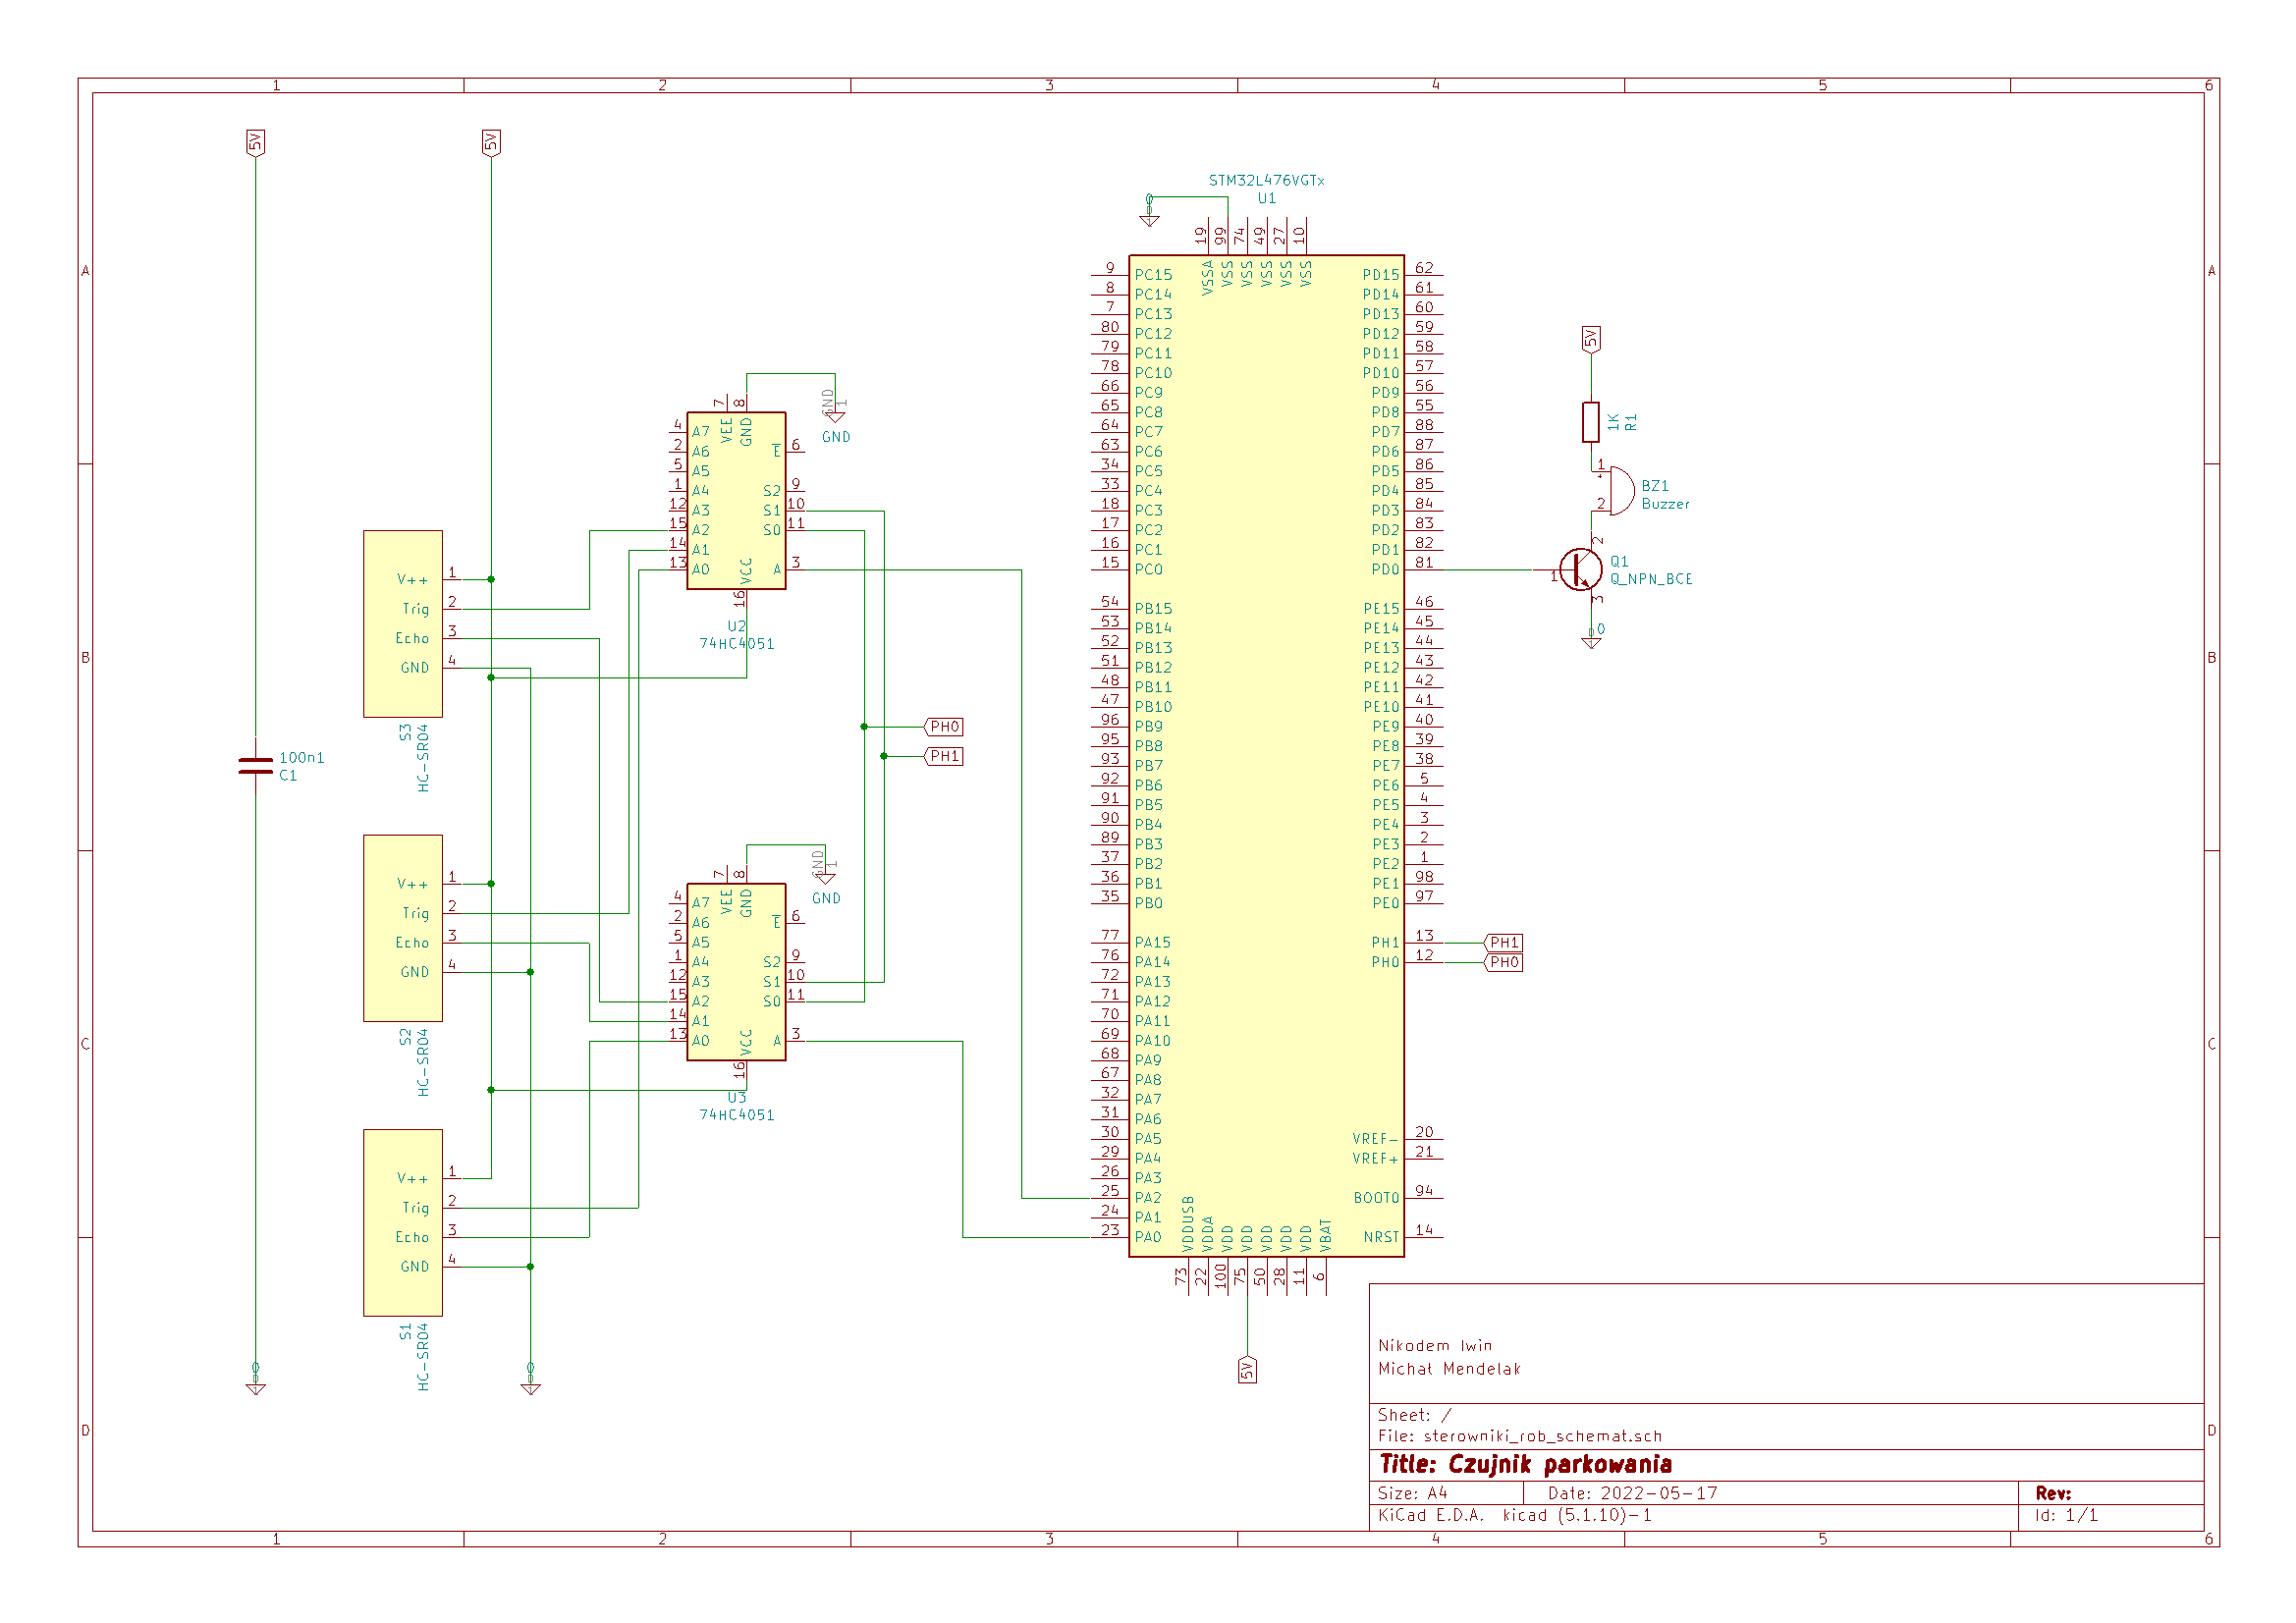 1 2 3 4 5 6
A
B
C
D
A
B
C
D
1 2 3 4 5 6
5V
100n1
C1
0
5V
V++ 1
Trig 2
Echo 3
GND 4
S3
HC-SR04
V++ 1
Trig 2
Echo 3
GND 4
S2
HC-SR04
V++ 1
Trig 2
Echo 3
GND 4
S1
HC-SR04
0
7 8
VEE GND
4 A7
2 A6
5 A5
1 A4
12 A3
15 A2
14 A1
13 A0
E 6
S2 9
S1 10
S0 11
A 3
VCC
16
U2
74HC4051
GND
1
GND
PH0
PH1
7 8
VEE GND
4 A7
2 A6
5 A5
1 A4
12 A3
15 A2
14 A1
13 A0
E 6
S2 9
S1 10
S0 11
A 3
VCC
16
U3
74HC4051
GND
1
GND
STM32L476VGTx
U1
0
19 99 74 49 27 10
VSSA VSS VSS VSS VSS VSS
9 PC15
8 PC14
7 PC13
80 PC12
79 PC11
78 PC10
66 PC9
65 PC8
64 PC7
63 PC6
34 PC5
33 PC4
18 PC3
17 PC2
16 PC1
15 PC0
54 PB15
53 PB14
52 PB13
51 PB12
48 PB11
47 PB10
96 PB9
95 PB8
93 PB7
92 PB6
91 PB5
90 PB4
89 PB3
37 PB2
36 PB1
35 PB0
77 PA15
76 PA14
72 PA13
71 PA12
70 PA11
69 PA10
68 PA9
67 PA8
32 PA7
31 PA6
30 PA5
29 PA4
26 PA3
25 PA2
24 PA1
23 PA0
PD15 62
PD14 61
PD13 60
PD12 59
PD11 58
PD10 57
PD9 56
PD8 55
PD7 88
PD6 87
PD5 86
PD4 85
PD3 84
PD2 83
PD1 82
PD0 81
PE15 46
PE14 45
PE13 44
PE12 43
PE11 42
PE10 41
PE9 40
PE8 39
PE7 38
PE6 5
PE5 4
PE4 3
PE3 2
PE2 1
PE1 98
PE0 97
PH1 13 PH1
PH0 12 PH0
VREF- 20
VREF+ 21
BOOT0 94
NRST 14
VDDUSB VDDA VDD VDD VDD VDD VDD VBAT
73 22 100 75 50 28 11 6
5V
5V
1K
R1
1
+
2
BZ1
Buzzer
2
1
3
Q1
Q_NPN_BCE
0
Nikodem Iwin
Michał Mendelak
Sheet: /
File: sterowniki_rob_schemat.sch
Title: Czujnik parkowania
Size: A4 Date: 2022-05-17 Rev:
KiCad E.D.A. kicad (5.1.10)-1 Id: 1/1